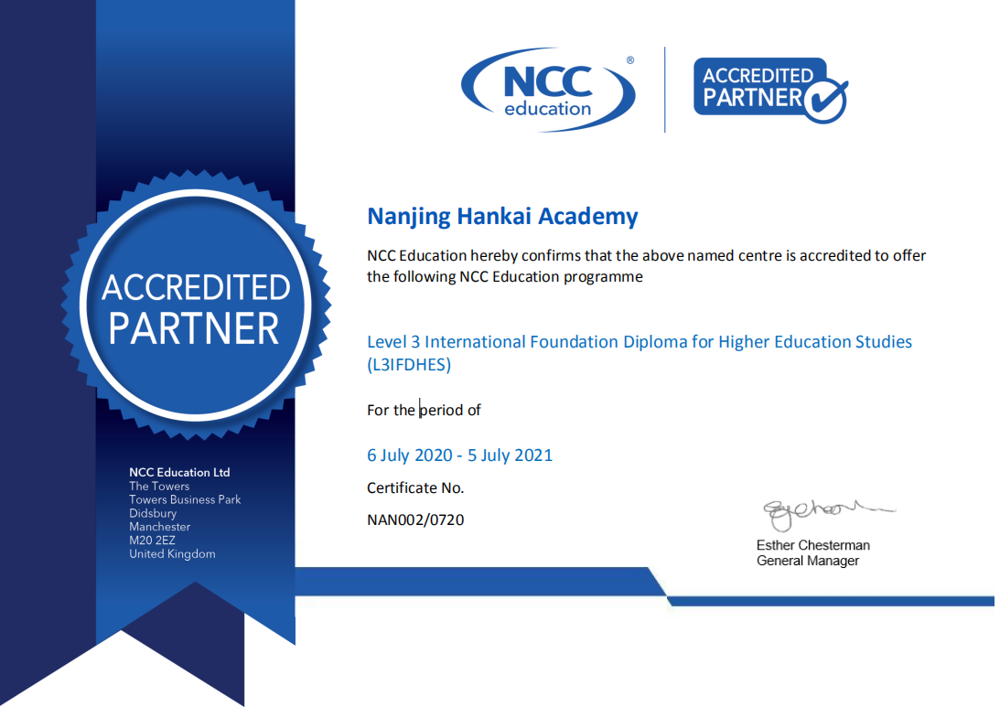 NCC
education
®
ACCREDITED
PARTNER
Nanjing Hankai Academy
NCC Education hereby confirms that the above named centre is accredited to offer
the following NCC Education programme
Level 3 International Foundation Diploma for Higher Education Studies
(L3IFDHES)
For the period of
6 July 2020 - 5 July 2021
Certificate No.
NAN002/0720
Esther Chesterman
General Manager
ACCREDITED
PARTNER
NCC Education Ltd
The Towers
Towers Business Park
Didsbury
Manchester
M20 2EZ
United Kingdom